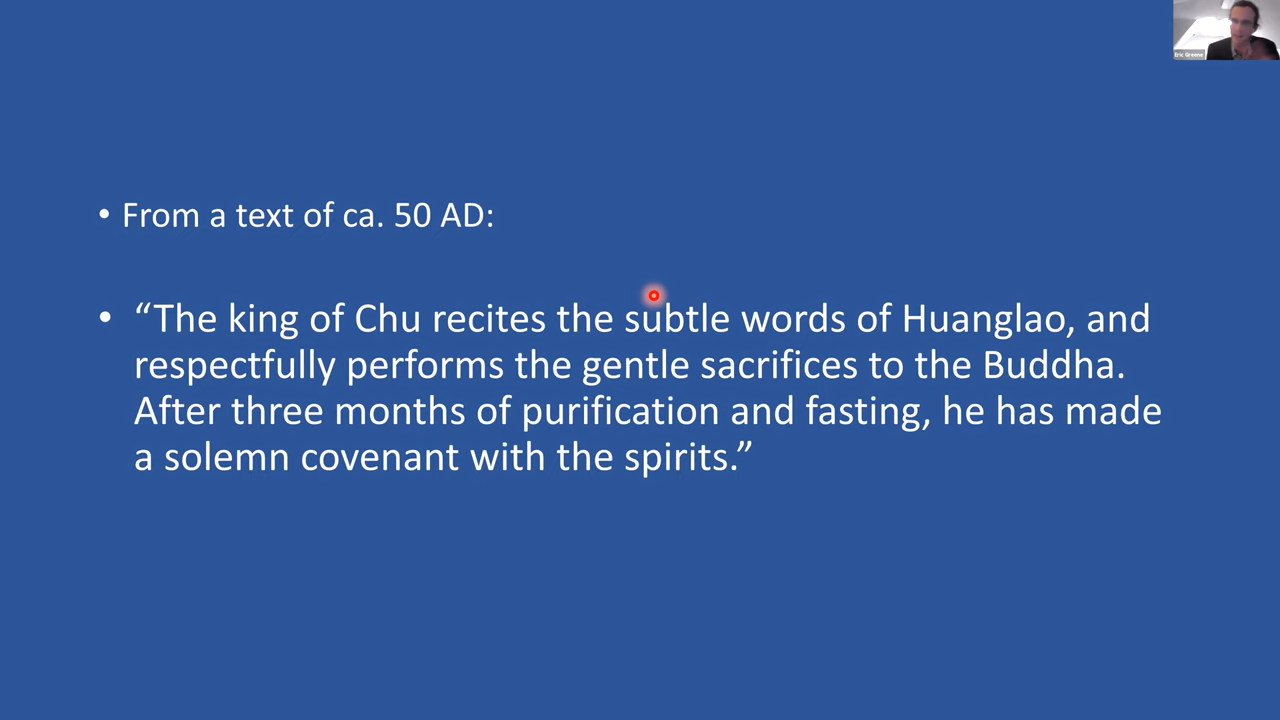 Eric Greene
• From a text of ca. 50 AD:
• “The king of Chu recites the subtle words of Huanglao, and
respectfully performs the gentle sacrifices to the Buddha.
After three months of purification and fasting, he has made
a solemn covenant with the spirits.”